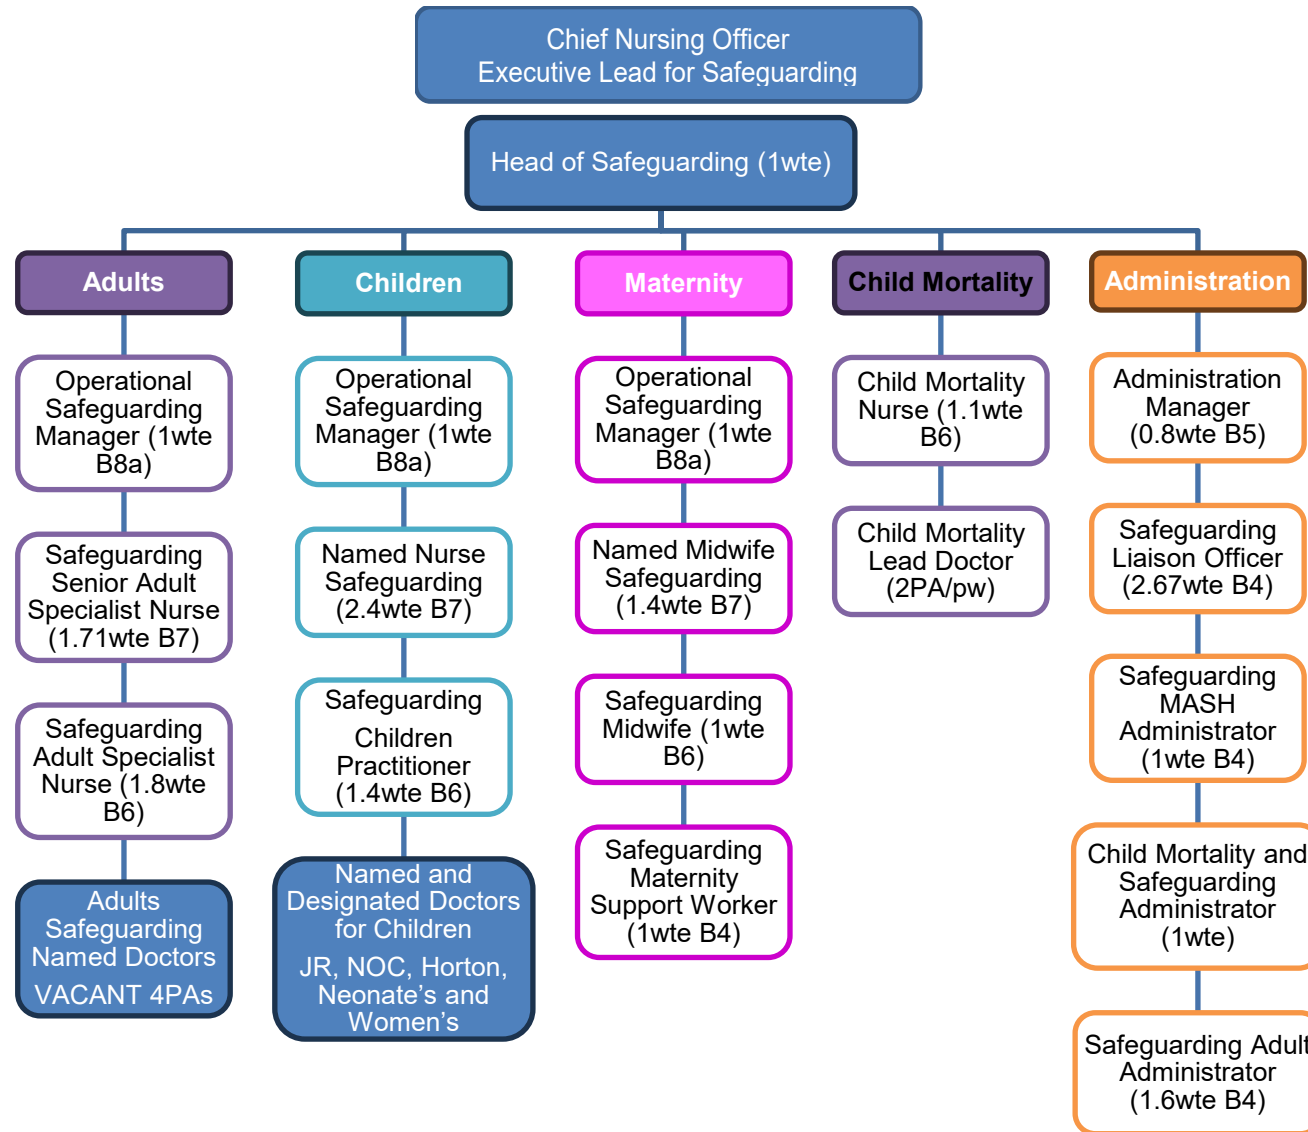 Chief Nursing Officer
Executive Lead for Safeguarding
Head of Safeguarding (1wte)
Adults
Operational
Safeguarding
Manager (1wte
B8a)
Safeguarding
Senior Adult
Specialist Nurse
(1.71wte B7)
Safeguarding
Adult Specialist
Nurse (1.8wte
B6)
Adults
Safeguarding
Named Doctors
VACANT 4PAs
Children
Operational
Safeguarding
Manager (1wte
B8a)
Named Nurse
Safeguarding
(2.4wte B7)
Safeguarding
Children
Practitioner
(1.4wte B6)
Named and
Designated Doctors
for Children
JR, NOC, Horton,
Neonate’s and
Women’s
Maternity
Operational
Safeguarding
Manager (1wte
B8a)
Named Midwife
Safeguarding
(1.4wte B7)
Safeguarding
Midwife (1wte
B6)
Safeguarding
Maternity
Support Worker
(1wte B4)
Child Mortality
Child Mortality
Nurse (1.1wte
B6)
Child Mortality
Lead Doctor
(2PA/pw)
Administration
Administration
Manager
(0.8wte B5)
Safeguarding
Liaison Officer
(2.67wte B4)
Safeguarding
MASH
Administrator
(1wte B4)
Child Mortality and
Safeguarding
Administrator
(1wte)
Safeguarding Adult
Administrator
(1.6wte B4)